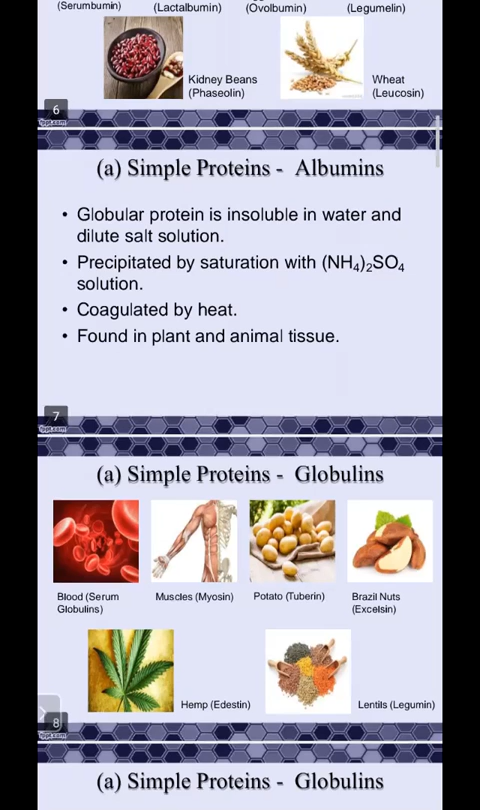 (Serumbumin) (Lactalbumin) (Ovolbumin) (Legumelin)
Kidney Beans
(Phaseolin)
Wheat
(Leucosin)
6
(a) Simple Proteins - Albumins
• Globular protein is insoluble in water and
dilute salt solution.
• Precipitated by saturation with (NH4)2SO4
solution.
• Coagulated by heat.
• Found in plant and animal tissue.
7
(a) Simple Proteins - Globulins
Blood (Serum
Globulins)
Muscles (Myosin)
Potato (Tuberin)
Brazil Nuts
(Excelsin)
Hemp (Edestin)
Lentils (Legumin)
8
(a) Simple Proteins - Globulins